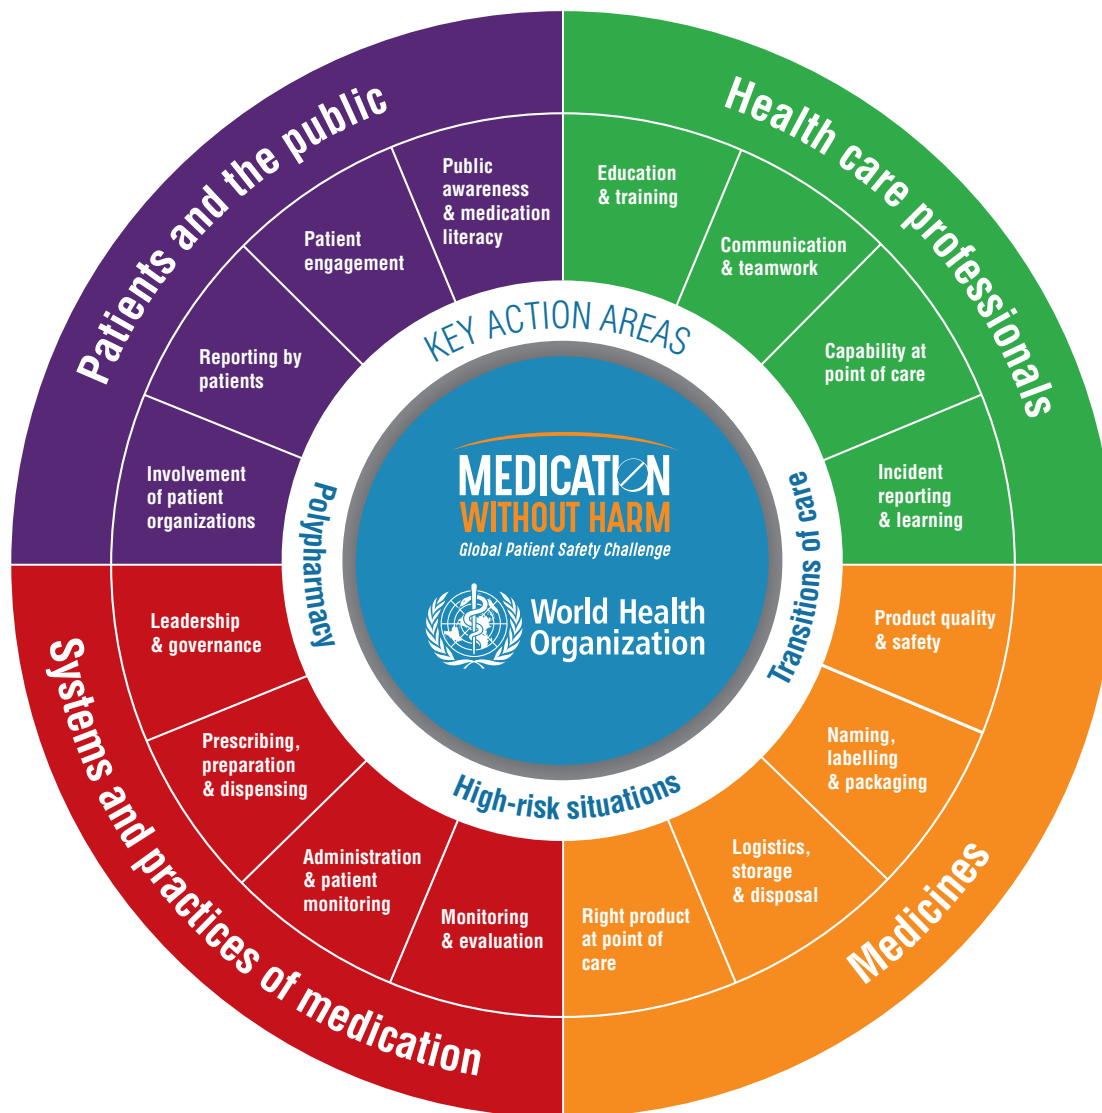 Patients and the public
Public
awareness
& medication
literacy
Patient
engagement
Reporting by
patients
Involvement
of patient
organizations
Health care professionals
Education
& training
Communication
& teamwork
Capability at
point of care
Incident
reporting
& learning
KEY ACTION AREAS
Polypharmacy
Transitions of care
High-risk situations
MEDICATION
WITHOUT HARM
Global Patient Safety Challenge
World Health
Organization
Systems and practices of medication
Leadership
& governance
Prescribing,
preparation
& dispensing
Administration
& patient
monitoring
Monitoring
& evaluation
Medicines
Product quality
& safety
Naming,
labelling
& packaging
Logistics,
storage
& disposal
Right product
at point of
care